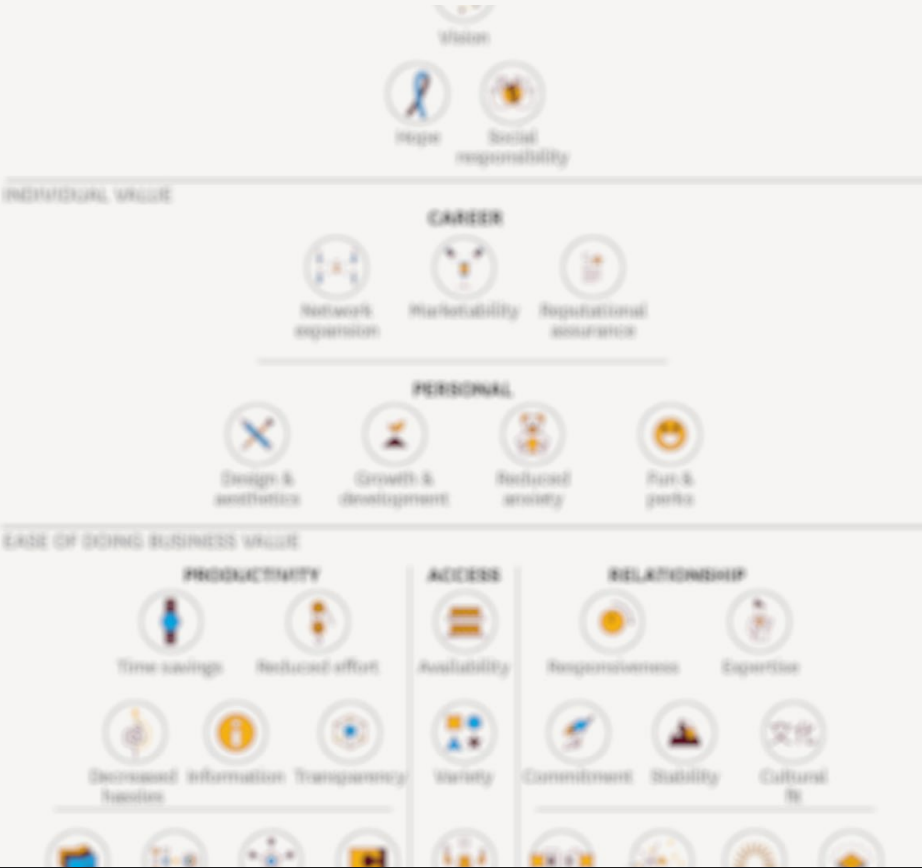 Vision
Hope
Social
responsibility
INDIVIDUAL VALUE
CAREER
Network
expansion
Marketability
Reputational
assurance
PERSONAL
Design &
aesthetics
Growth &
development
Reduced
anxiety
Fun &
perks
EASE OF DOING BUSINESS VALUE
PRODUCTIVITY
ACCESS
RELATIONSHIP
Time savings
Reduced effort
Availability
Responsiveness
Expertise
Decreased
hassles
Information
Transparency
Variety
Commitment
Stability
Cultural
fit